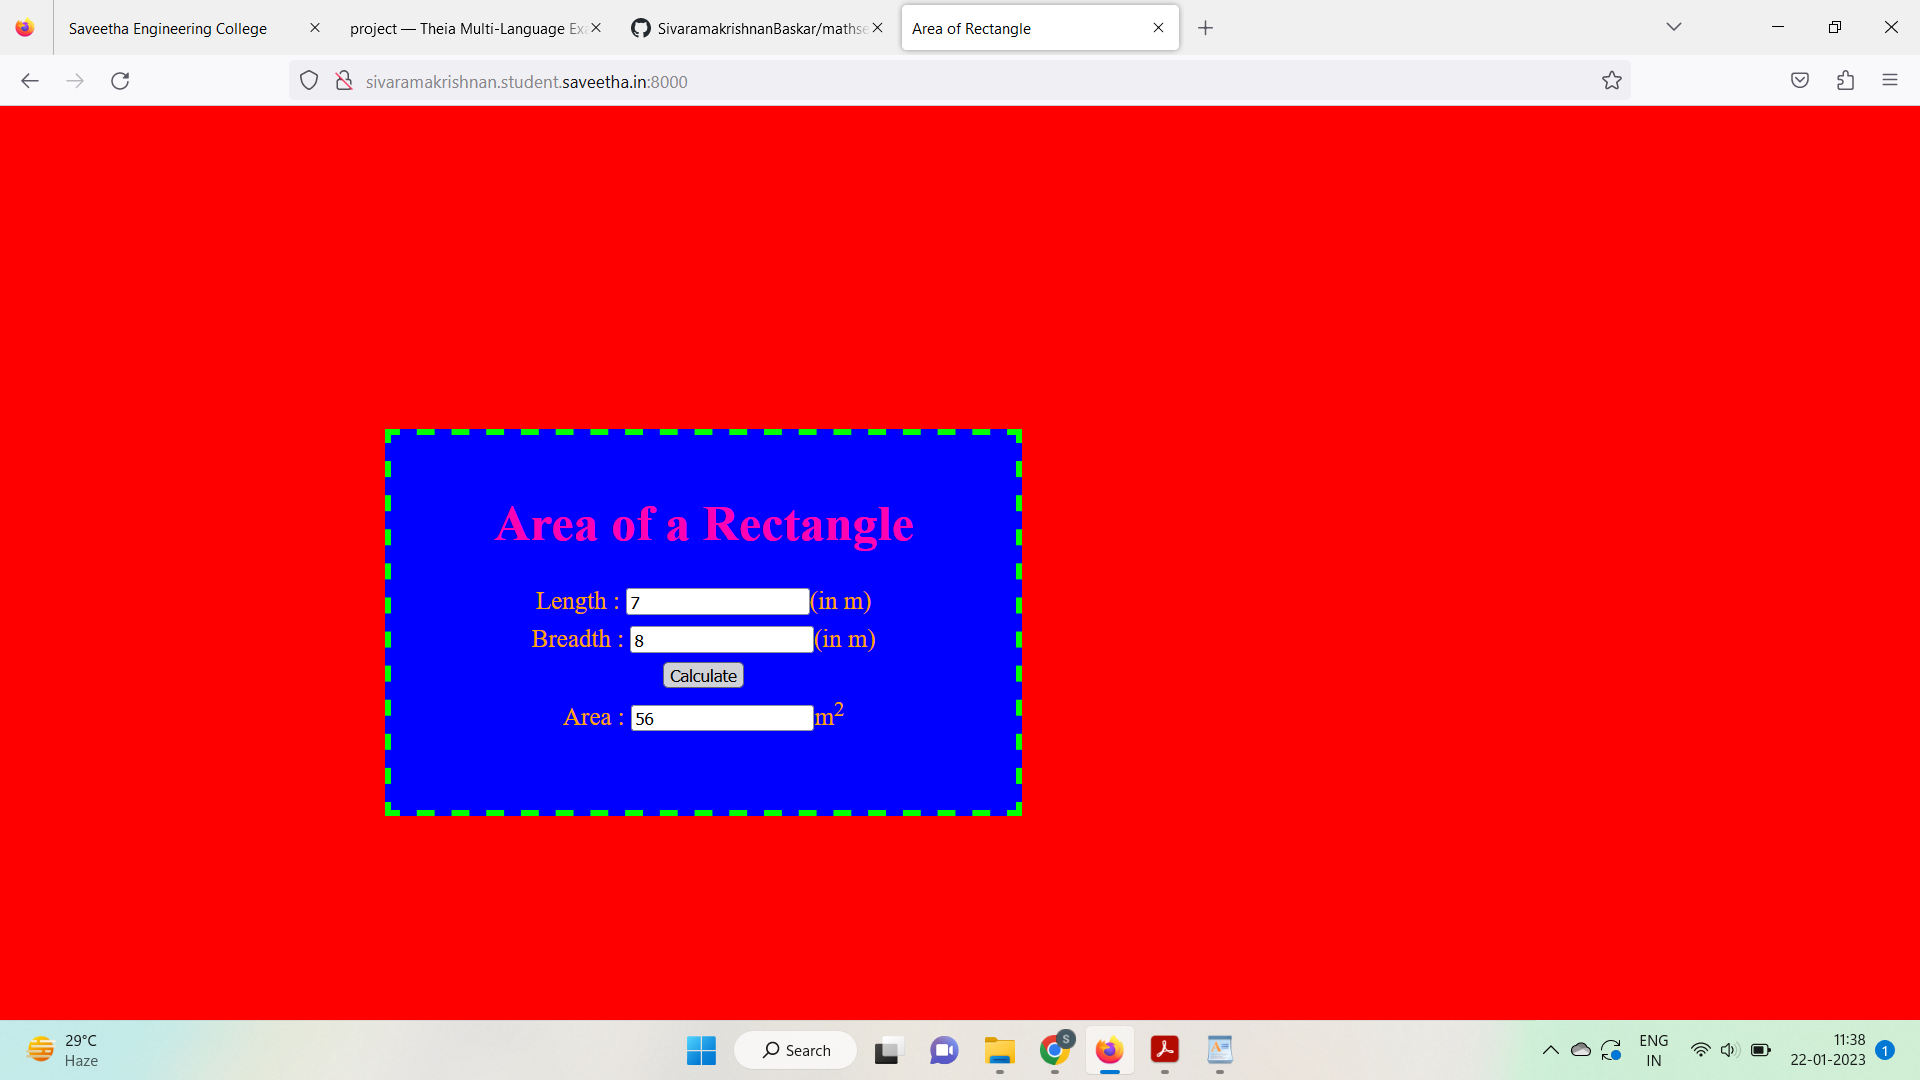 Saveetha Engineering College
project — Theia Multi-Language Exa
SivaramakrishnanBaskar/mathse
Area of Rectangle
sivaramakrishnan.student.saveetha.in:8000
Area of a Rectangle
Length : 7 (in m)
Breadth : 8 (in m)
Calculate
Area : 56 m²
29°C
Haze
Search
S
ENG
IN
11:38
22-01-2023
1